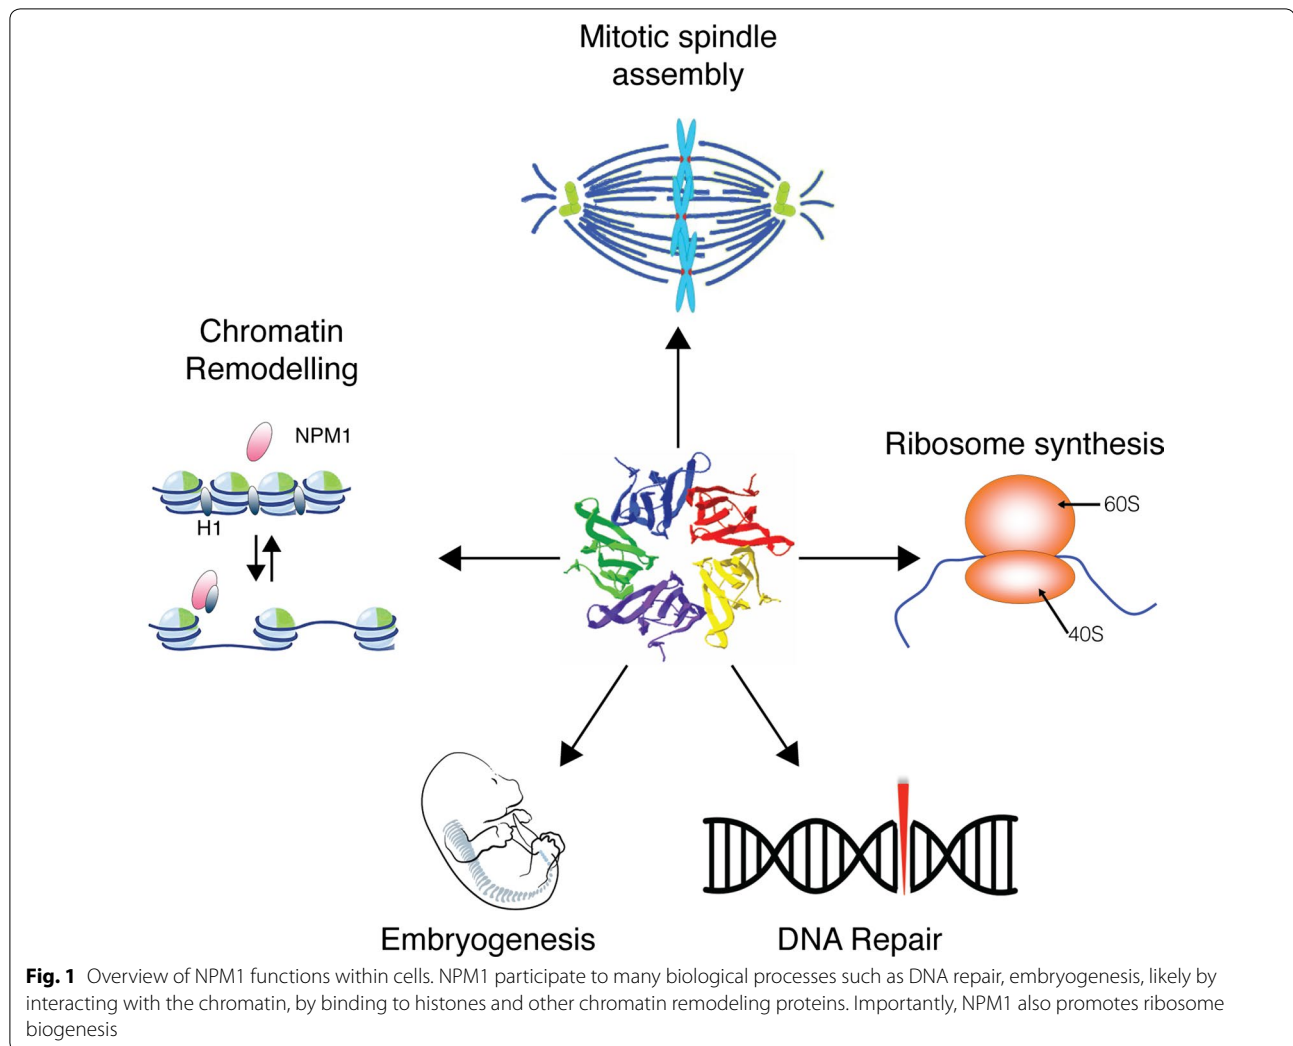 Mitotic spindle
assembly
Chromatin
Remodelling
NPM1
H1
Ribosome synthesis
60S
40S
Embryogenesis
DNA Repair
Fig. 1 Overview of NPM1 functions within cells. NPM1 participate to many biological processes such as DNA repair, embryogenesis, likely by
interacting with the chromatin, by binding to histones and other chromatin remodeling proteins. Importantly, NPM1 also promotes ribosome
biogenesis